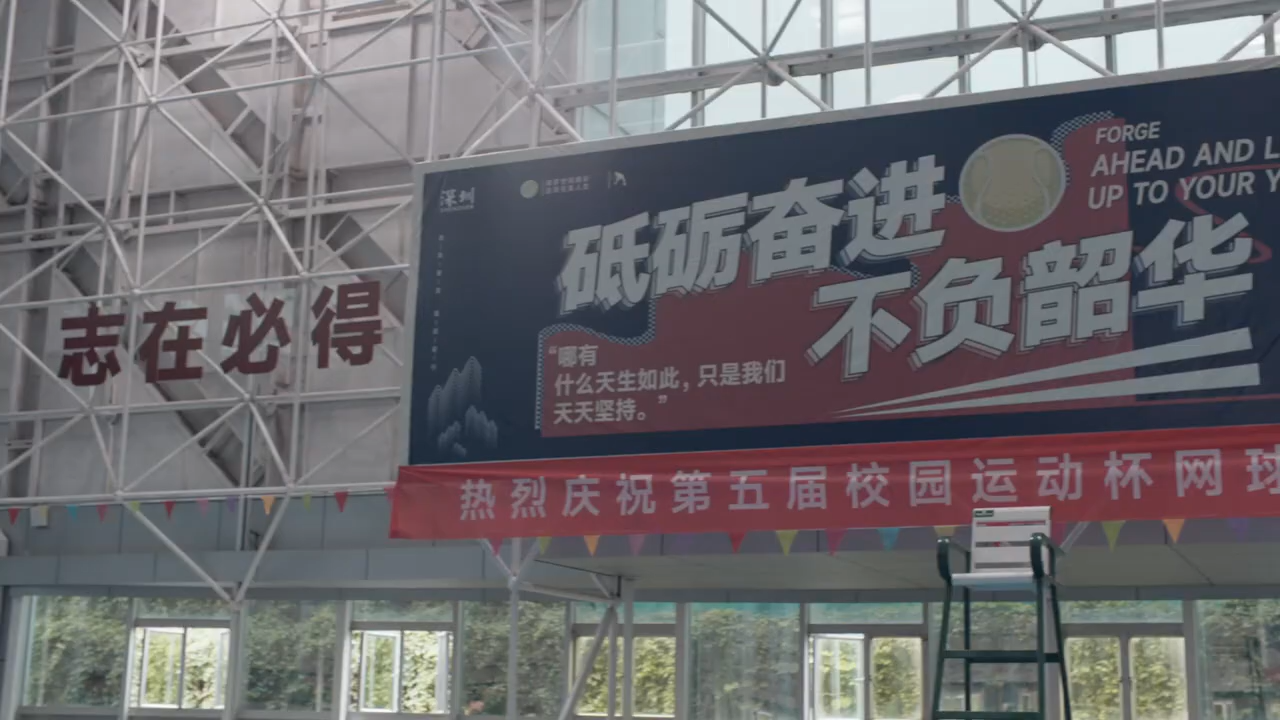 志在必得
深圳
砥砺奋进
不负韶华
FORGE
AHEAD AND L
UP TO YOUR Y
“哪有
什么天生如此，只是我们
天天坚持。”
热烈庆祝第五届校园运动杯网球